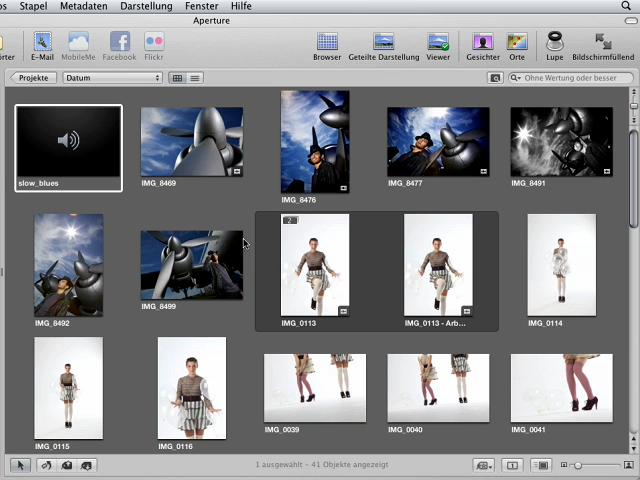 Stapel Metadaten Darstellung Fenster Hilfe
Aperture
E-Mail MobileMe Facebook Flickr Browser Geteilte Darstellung Viewer Gesichter Orte Lupe Bildschirmfüllend
Projekte Datum Ohne Wertung oder besser
slow_blues IMG_8469 IMG_8476 IMG_8477 IMG_8491
2
IMG_8492 IMG_8499 IMG_0113 IMG_0113 - Arb... IMG_0114
IMG_0115 IMG_0116 IMG_0039 IMG_0040 IMG_0041
1 ausgewählt - 41 Objekte angezeigt
1